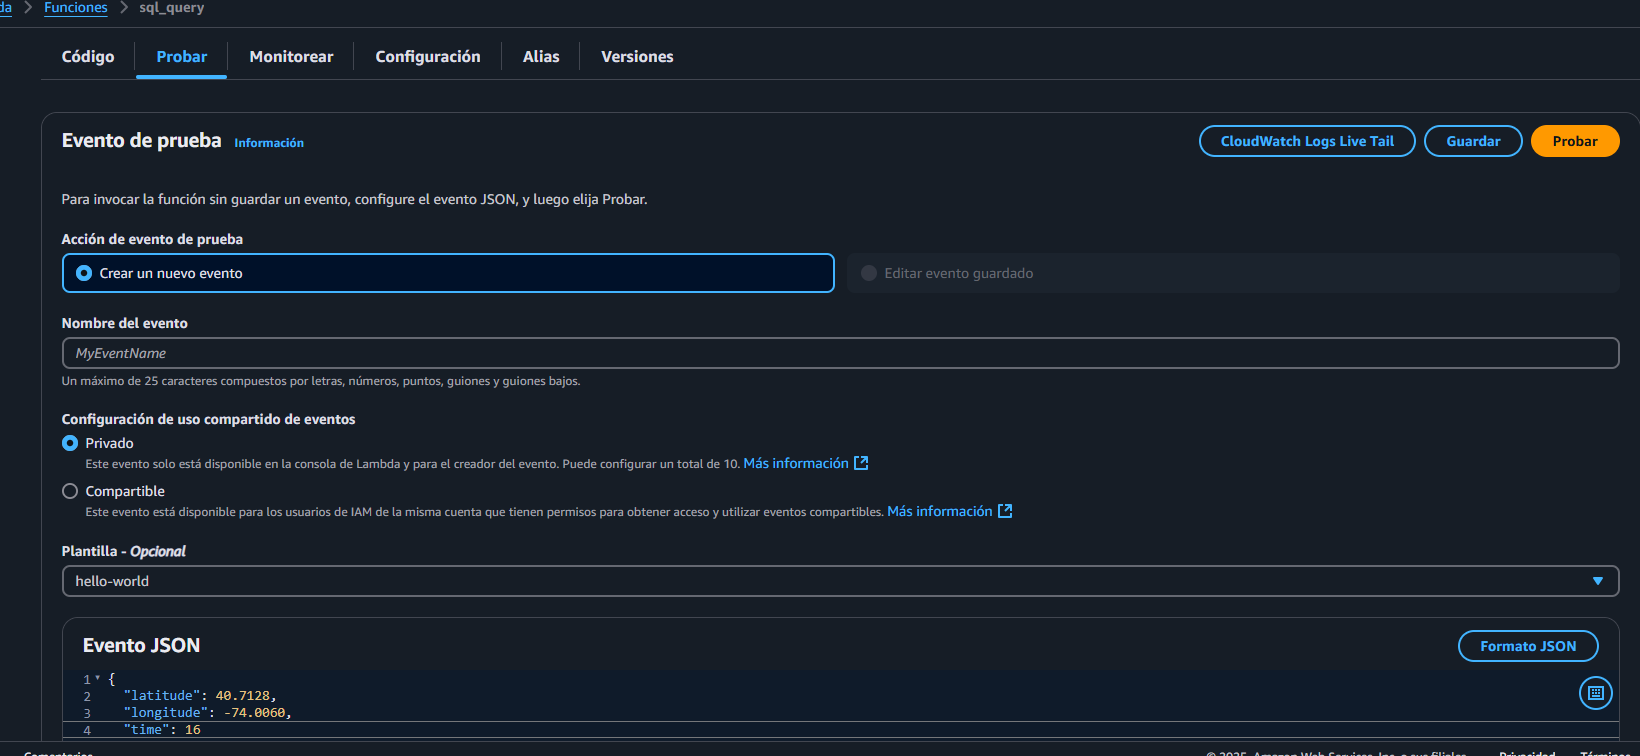 da > Funciones > sql_query
Código Probar Monitorear Configuración Alias Versiones
Evento de prueba Información CloudWatch Logs Live Tail Guardar Probar
Para invocar la función sin guardar un evento, configure el evento JSON, y luego elija Probar.
Acción de evento de prueba
Crear un nuevo evento Editar evento guardado
Nombre del evento
MyEventName
Un máximo de 25 caracteres compuestos por letras, números, puntos, guiones y guiones bajos.
Configuración de uso compartido de eventos
Privado
Este evento solo está disponible en la consola de Lambda y para el creador del evento. Puede configurar un total de 10. Más información
Compartible
Este evento está disponible para los usuarios de IAM de la misma cuenta que tienen permisos para obtener acceso y utilizar eventos compartibles. Más información
Plantilla - Opcional
hello-world
Evento JSON Formato JSON
1 {
2 "latitude": 40.7128,
3 "longitude": -74.0060,
4 "time": 16
Comentarios © 2025, Amazon Web Services, Inc. o sus filiales. Privacidad Términos